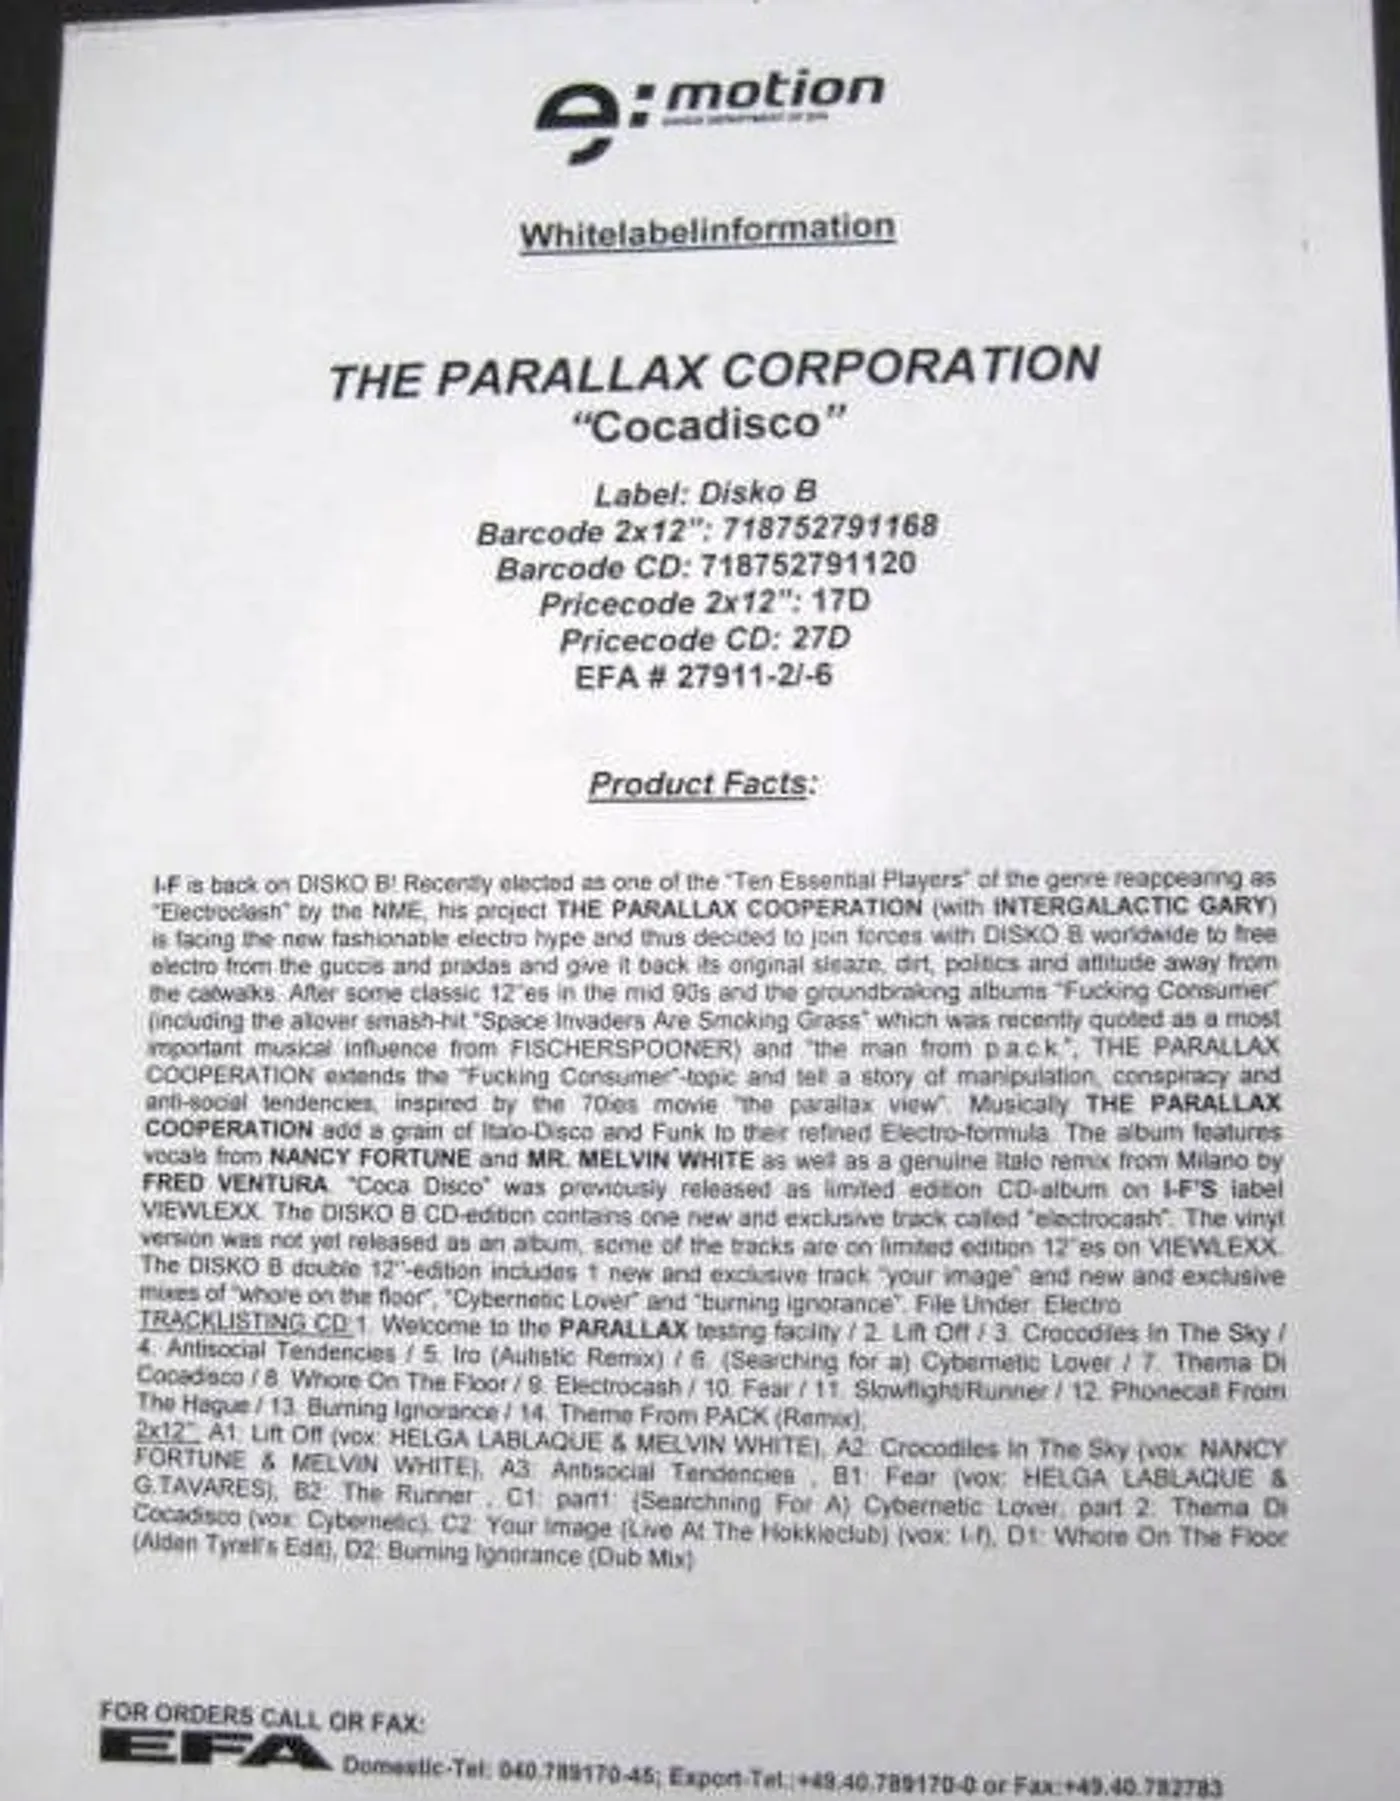 e: motion
DANCE DEPARTMENT OF EFA
Whitelabelinformation
THE PARALLAX CORPORATION
“Cocadisco”
Label: Disko B
Barcode 2x12”: 718752791168
Barcode CD: 718752791120
Pricecode 2x12”: 17D
Pricecode CD: 27D
EFA # 27911-2/-6
Product Facts:
I-F is back on DISKO B! Recently elected as one of the “Ten Essential Players” of the genre reappearing as
“Electroclash” by the NME, his project THE PARALLAX COOPERATION (with INTERGALACTIC GARY)
is facing the new fashionable electro hype and thus decided to join forces with DISKO B worldwide to free
electro from the guccis and pradas and give it back its original sleaze, dirt, politics and attitude away from
the catwalks. After some classic 12”es in the mid 90s and the groundbraking albums “Fucking Consumer”
(including the allover smash-hit “Space Invaders Are Smoking Grass” which was recently quoted as a most
important musical influence from FISCHERSPOONER) and “the man from p.a.c.k.”, THE PARALLAX
COOPERATION extends the “Fucking Consumer”-topic and tell a story of manipulation, conspiracy and
anti-social tendencies, inspired by the 70ies movie “the parallax view”. Musically THE PARALLAX
COOPERATION add a grain of Italo-Disco and Funk to their refined Electro-formula. The album features
vocals from NANCY FORTUNE and MR. MELVIN WHITE as well as a genuine Italo remix from Milano by
FRED VENTURA. “Coca Disco” was previously released as limited edition CD-album on I-F'S label
VIEWLEXX. The DISKO B CD-edition contains one new and exclusive track called “electrocash”. The vinyl
version was not yet released as an album, some of the tracks are on limited edition 12”es on VIEWLEXX.
The DISKO B double 12”-edition includes 1 new and exclusive track “your image” and new and exclusive
mixes of “whore on the floor”, “Cybernetic Lover” and “burning ignorance”. File Under: Electro
TRACKLISTING CD:1. Welcome to the PARALLAX testing facility / 2. Lift Off / 3. Crocodiles In The Sky /
4. Antisocial Tendencies / 5. Iro (Autistic Remix) / 6. (Searching for a) Cybernetic Lover / 7. Thema Di
Cocadisco / 8. Whore On The Floor / 9. Electrocash / 10. Fear / 11. Slowflight/Runner / 12. Phonecall From
The Hague / 13. Burning Ignorance / 14. Theme From PACK (Remix);
2x12”: A1: Lift Off (vox: HELGA LABLAQUE & MELVIN WHITE), A2: Crocodiles In The Sky (vox: NANCY
FORTUNE & MELVIN WHITE), A3: Antisocial Tendencies , B1: Fear (vox: HELGA LABLAQUE &
G.TAVARES), B2: The Runner , C1: part1: (Searchning For A) Cybernetic Lover, part 2: Thema Di
Cocadisco (vox: Cybernetic), C2: Your Image (Live At The Hokkieclub) (vox: I-f), D1: Whore On The Floor
(Alden Tyrell's Edit), D2: Burning Ignorance (Dub Mix)
FOR ORDERS CALL OR FAX:
EFA Domestic-Tel: 040.789170-45; Export-Tel.:+49.40.789170-0 or Fax:+49.40.782783